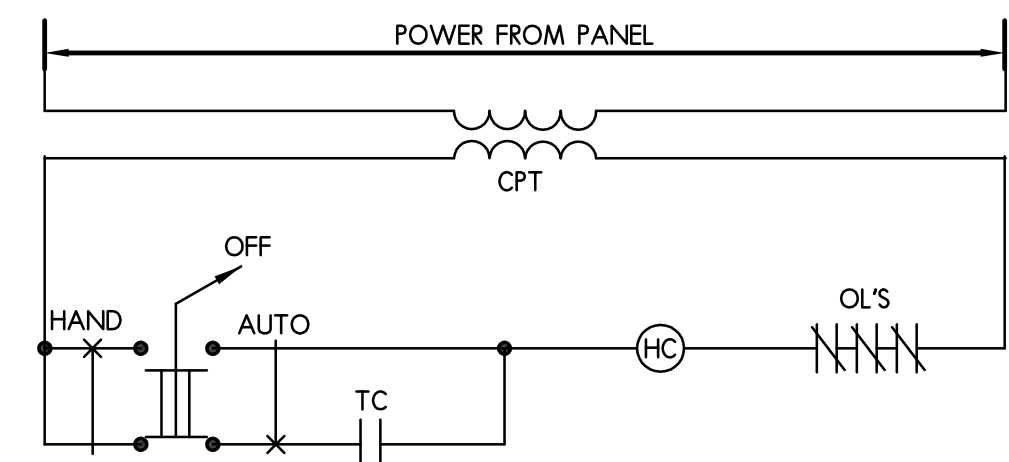 POWER FROM PANEL
CPT
OFF
HAND
AUTO
OL'S
HC
TC